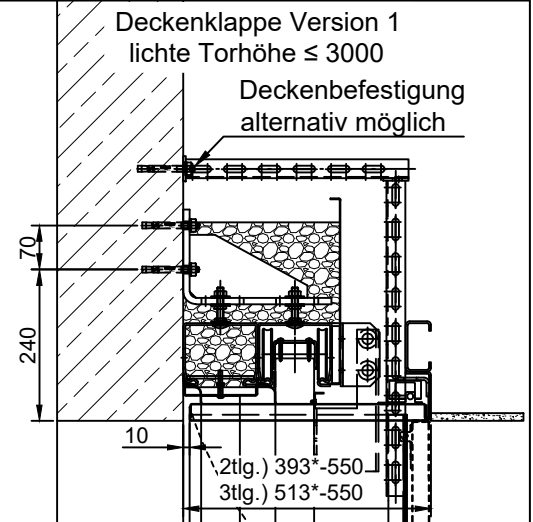 Deckenklappe Version 1
lichte Torhöhe ≤ 3000
Deckenbefestigung
alternativ möglich
70
240
10
2tlg.) 393*-550
3tlg.) 513*-550